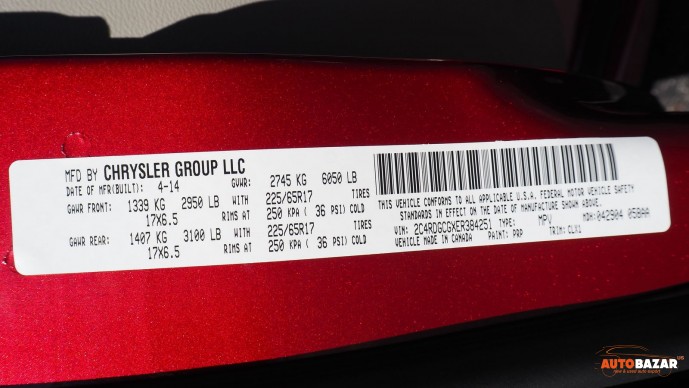 MFD BY CHRYSLER GROUP LLC
DATE OF MFR(BUILT): 4-14 GVWR: 2745 KG 6050 LB
GAWR FRONT: 1339 KG 2950 LB WITH 225/65R17 TIRES
17X6.5 RIMS AT 250 KPA ( 36 PSI) COLD
GAWR REAR: 1407 KG 3100 LB WITH 225/65R17 TIRES
17X6.5 RIMS AT 250 KPA ( 36 PSI) COLD
THIS VEHICLE CONFORMS TO ALL APPLICABLE U.S.A. FEDERAL MOTOR VEHICLE SAFETY
STANDARDS IN EFFECT ON THE DATE OF MANUFACTURE SHOWN ABOVE.
VIN: 2C4RDGCGXER384251 MPV MDH: 042904 058AA
VEHICLE MADE IN CANADA PAINT: PRP TRIM: CLX1
AUTOBAZAR